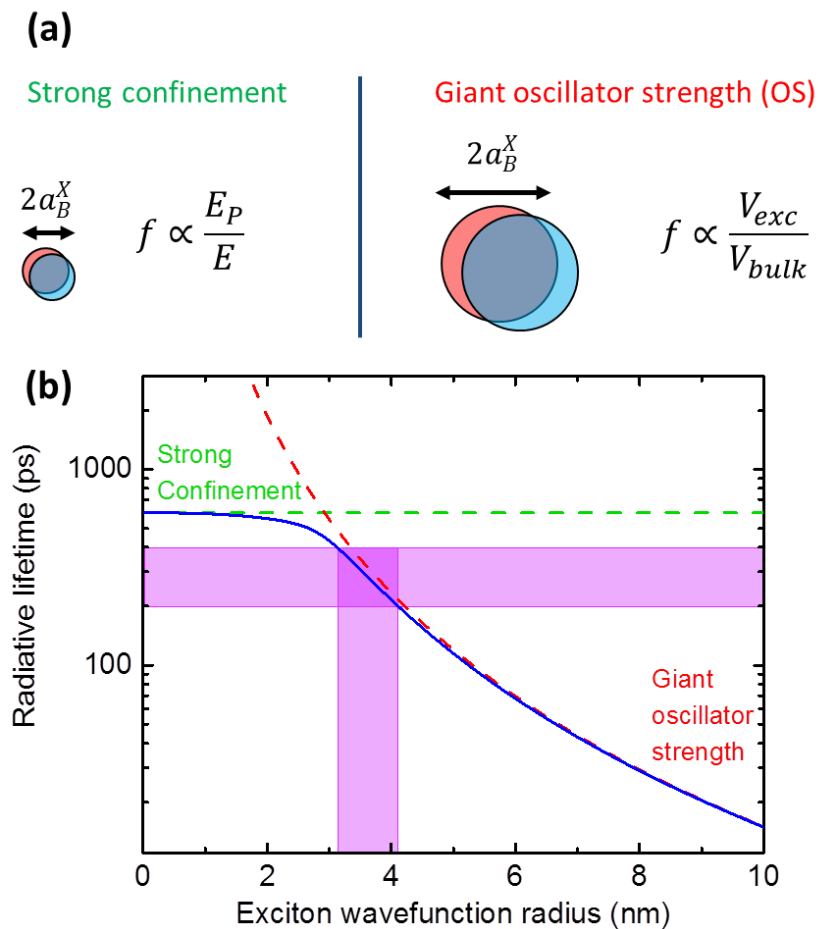 (a)
Strong confinement
Giant oscillator strength (OS)
2a_B^X
f ∝ E_P / E
2a_B^X
f ∝ V_exc / V_bulk
(b)
Radiative lifetime (ps)
1000
100
Strong
Confinement
Giant
oscillator
strength
0 2 4 6 8 10
Exciton wavefunction radius (nm)